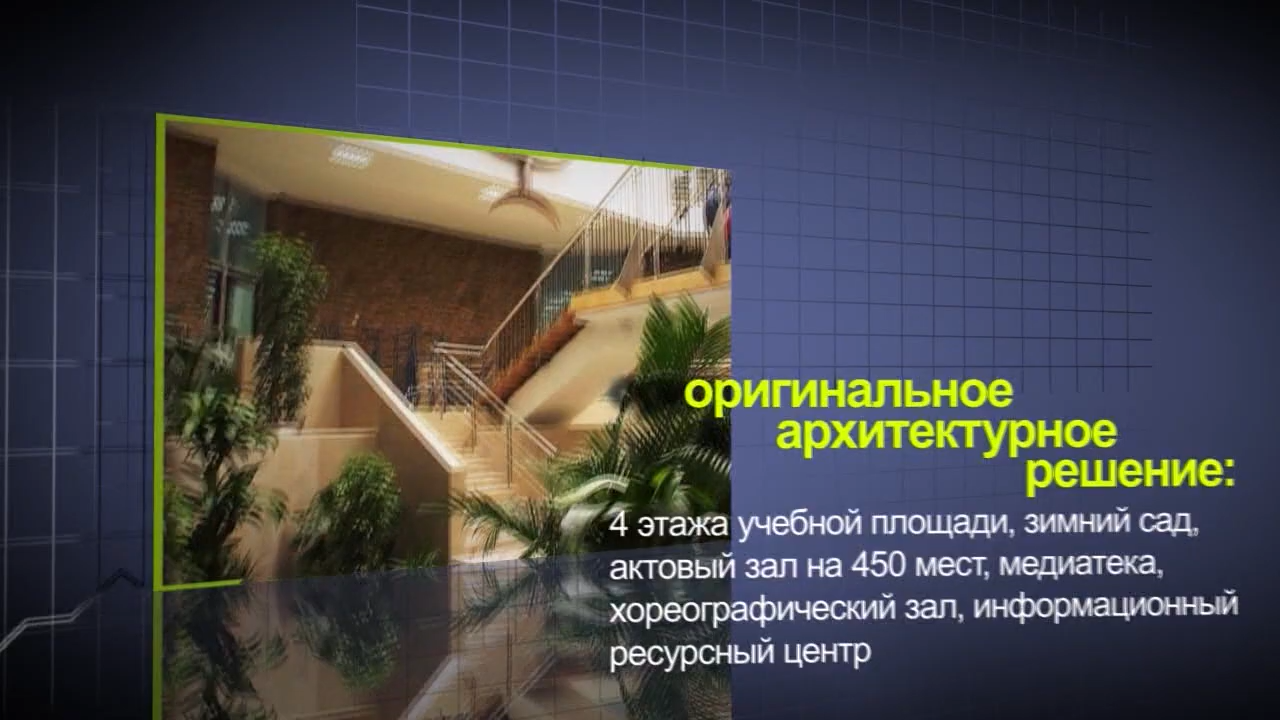 оригинальное
архитектурное
решение:
4 этажа учебной площади, зимний сад,
актовый зал на 450 мест, медиатека,
хореографический зал, информационный
ресурсный центр